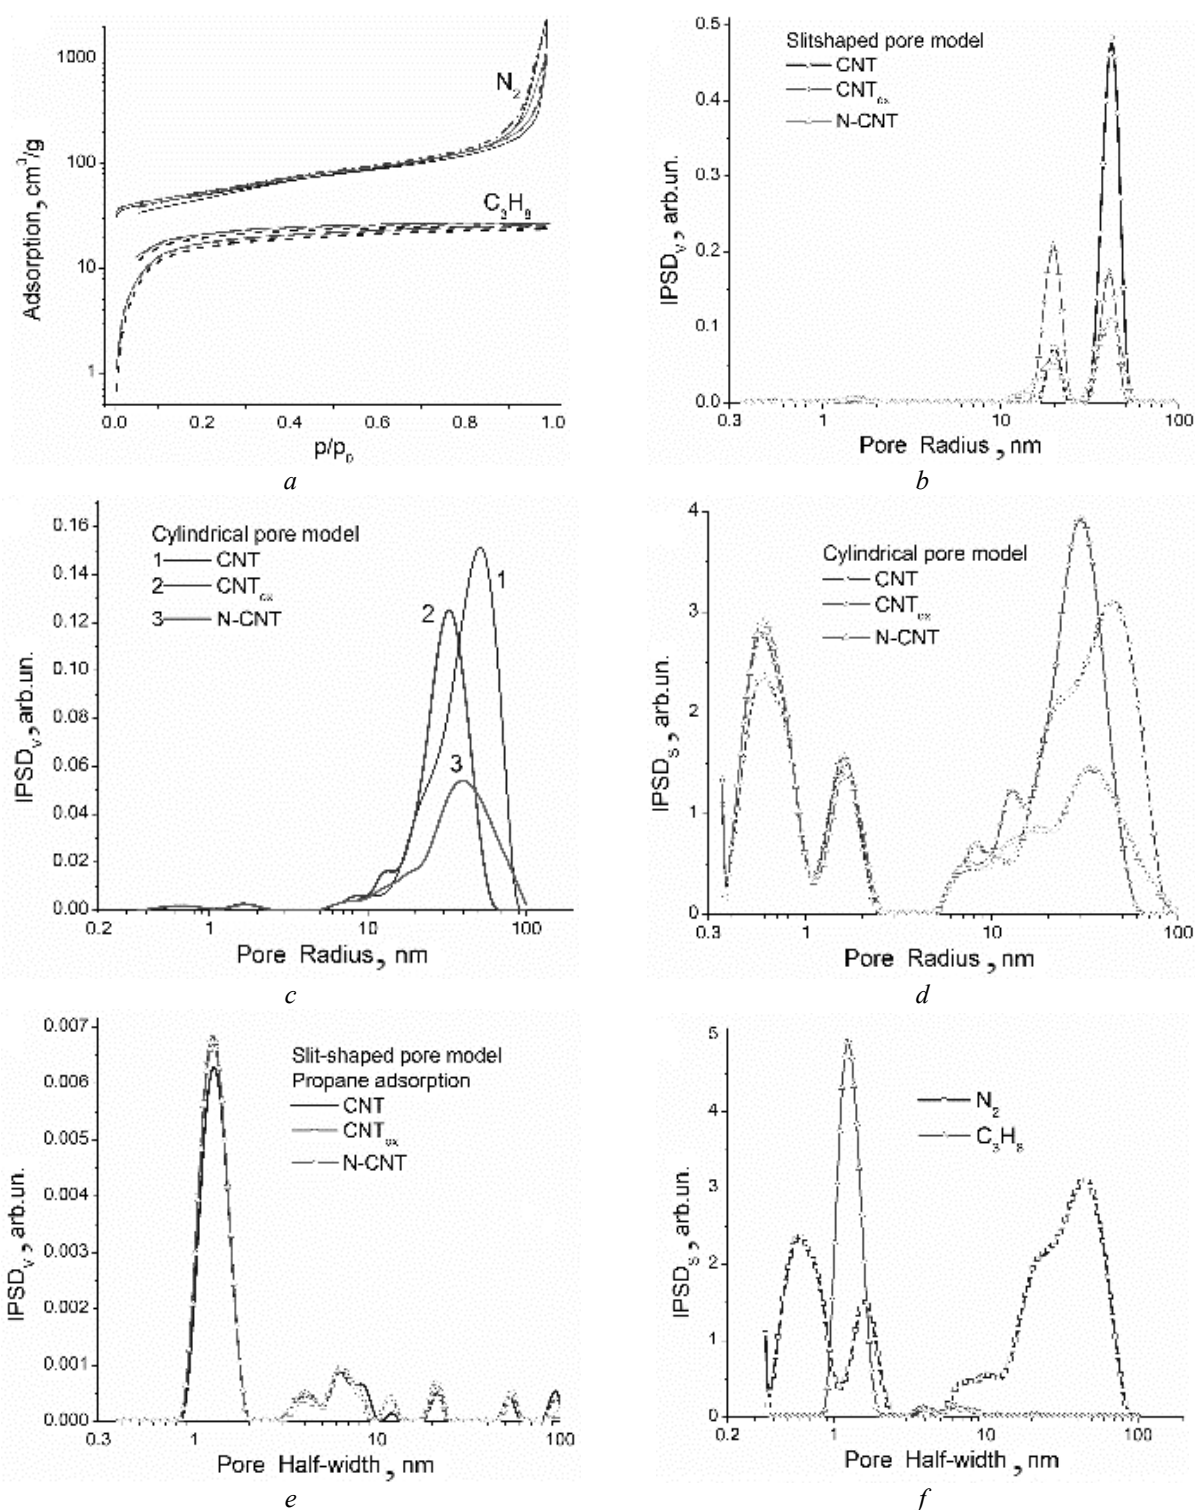 1000
100
10
1
Adsorption, cm³/g
N₂
C₃H₈
0.0 0.2 0.4 0.6 0.8 1.0
p/p₀
a
0.5
0.4
0.3
0.2
0.1
0.0
IPSDᵥ, arb.un.
Slitshaped pore model
CNT
CNTₒₓ
N-CNT
0.3 1 10 100
Pore Radius, nm
b
0.16
0.14
0.12
0.10
0.08
0.06
0.04
0.02
0.00
IPSDᵥ, arb.un.
Cylindrical pore model
1 CNT
2 CNTₒₓ
3 N-CNT
1
2
3
0.2 1 10 100
Pore Radius, nm
c
4
3
2
1
0
IPSDₛ, arb.un.
Cylindrical pore model
CNT
CNTₒₓ
N-CNT
0.3 1 10 100
Pore Radius, nm
d
0.007
0.006
0.005
0.004
0.003
0.002
0.001
0.000
IPSDᵥ, arb.un.
Slit-shaped pore model
Propane adsorption
CNT
CNTₒₓ
N-CNT
0.3 1 10 100
Pore Half-width, nm
e
5
4
3
2
1
0
IPSDₛ, arb.un.
N₂
C₃H₈
0.2 1 10 100
Pore Half-width, nm
f